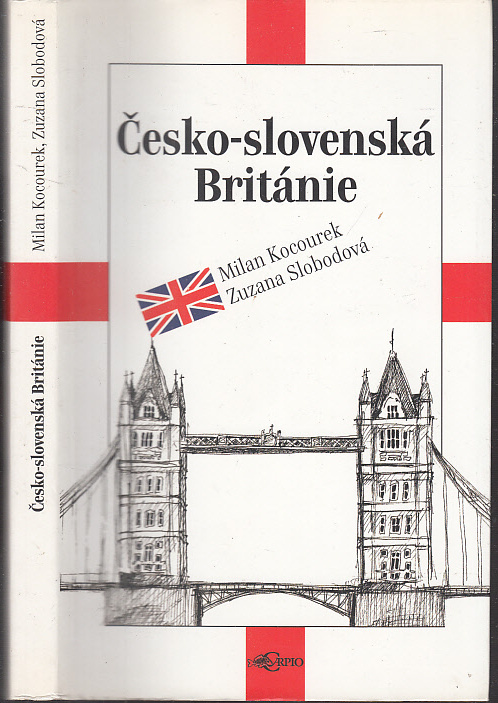 Milan Kocourek, Zuzana Slobodová
Česko-slovenská Británie
Česko-slovenská
Británie
Milan Kocourek
Zuzana Slobodová
CARPIO